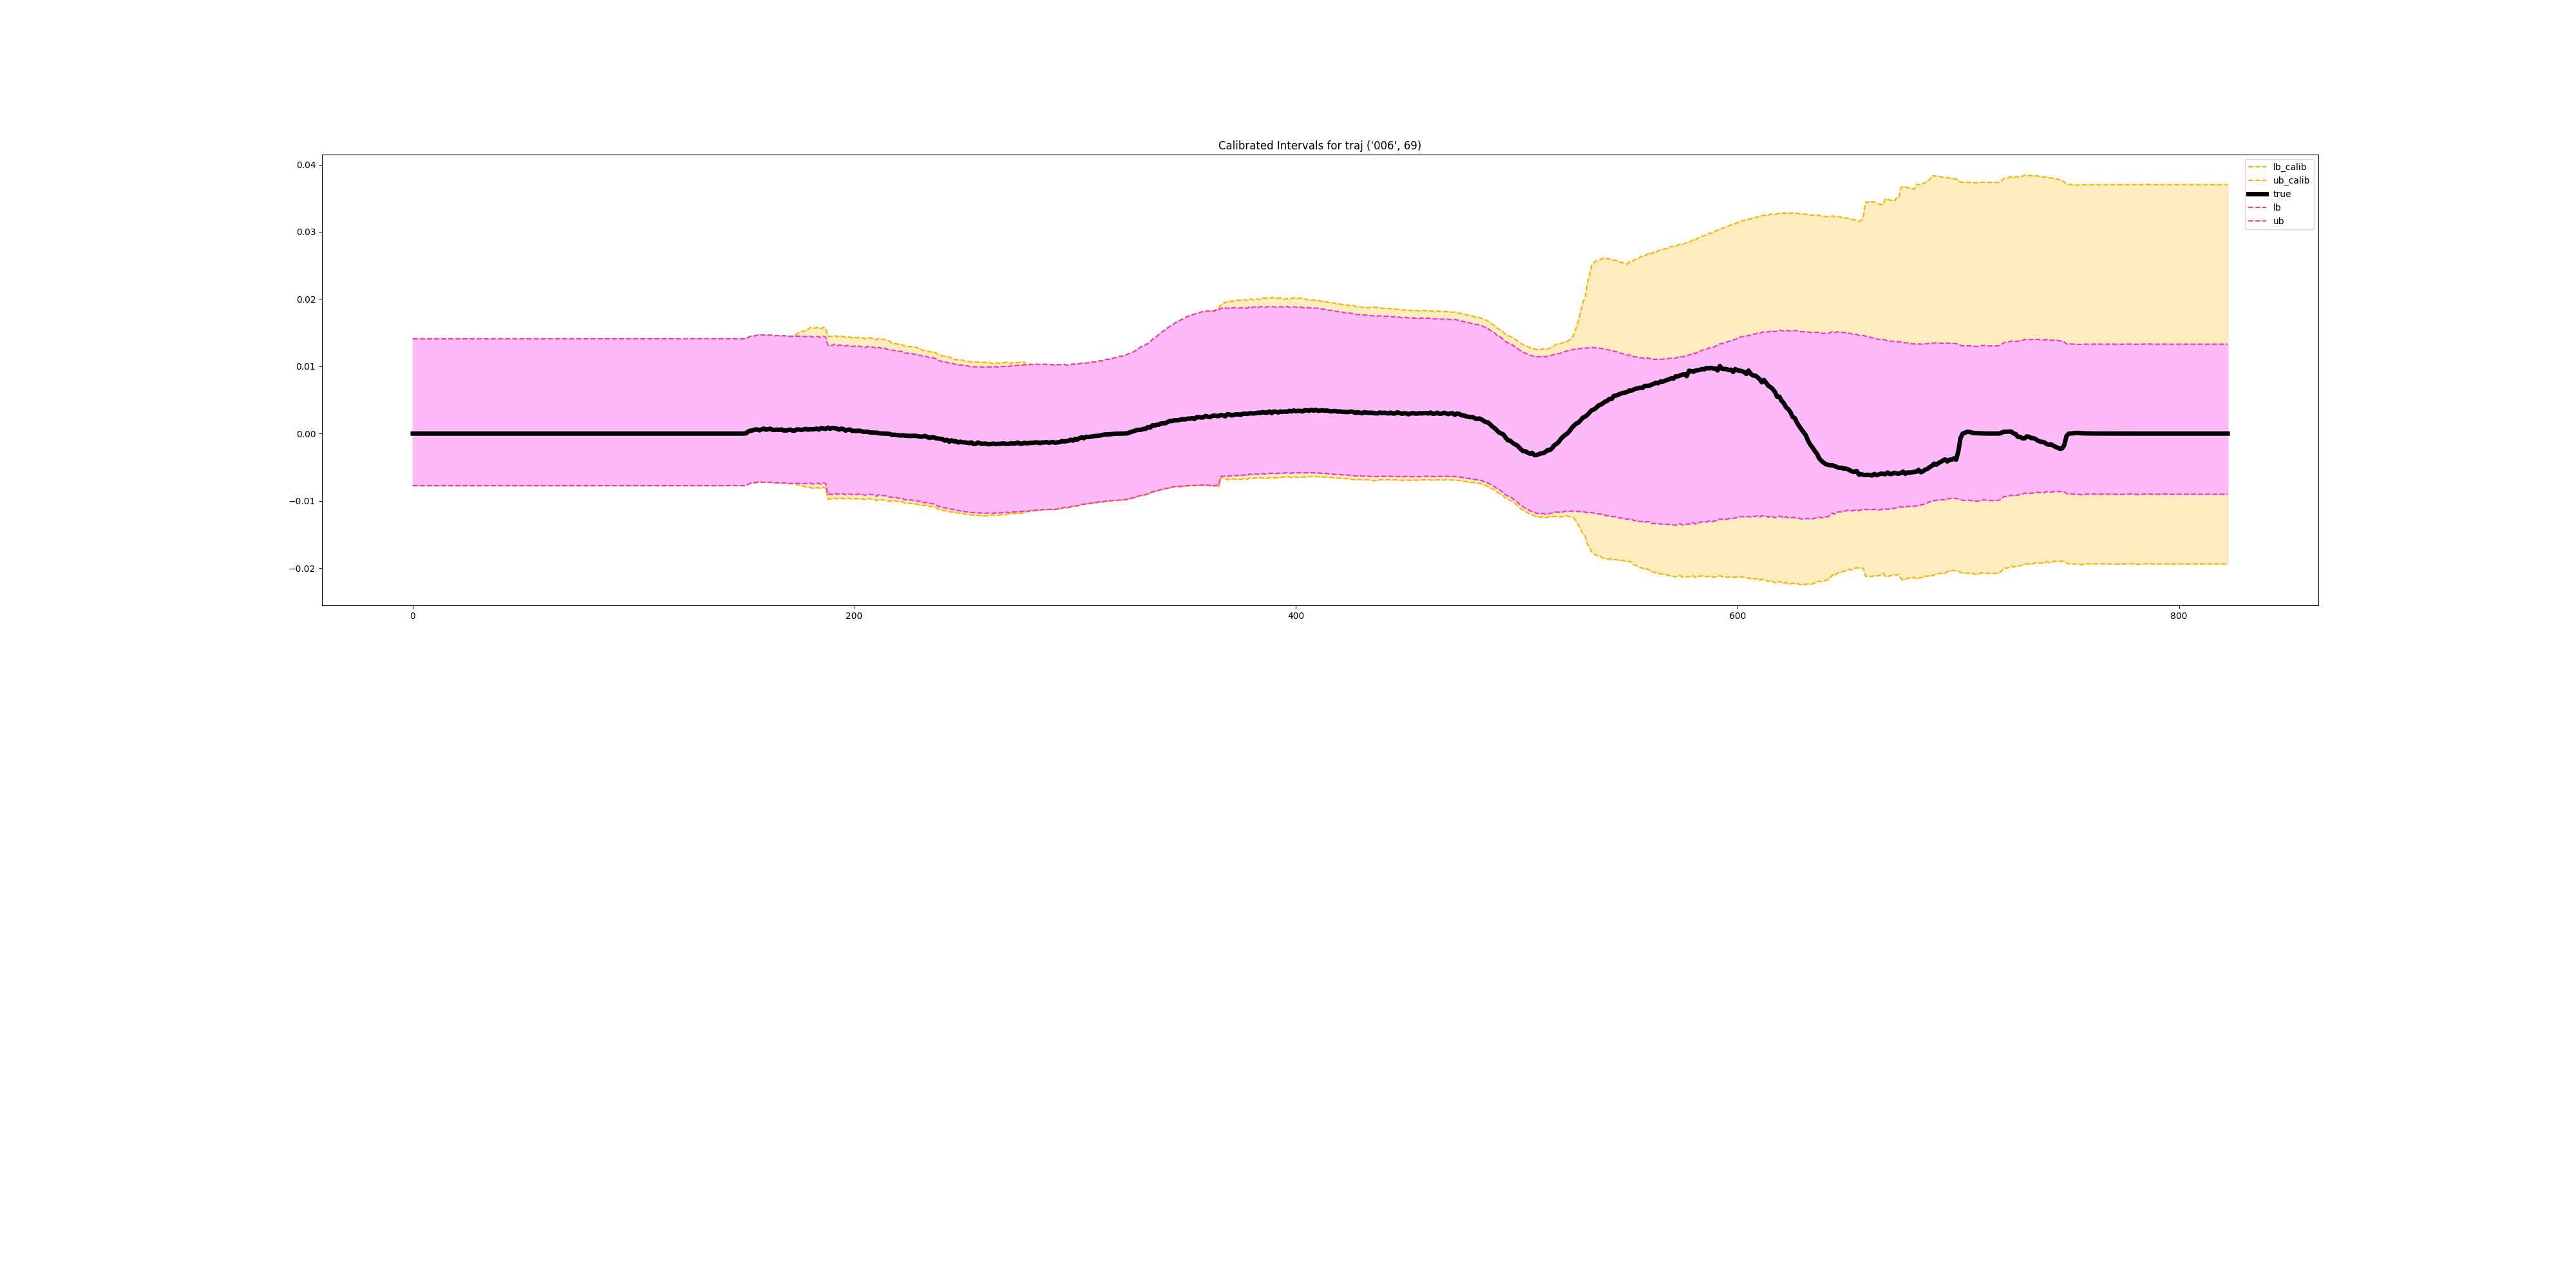 Calibrated Intervals for traj ('006', 69)
0.04
0.03
0.02
0.01
0.00
−0.01
−0.02
0 200 400 600 800
lb_calib
ub_calib
true
lb
ub